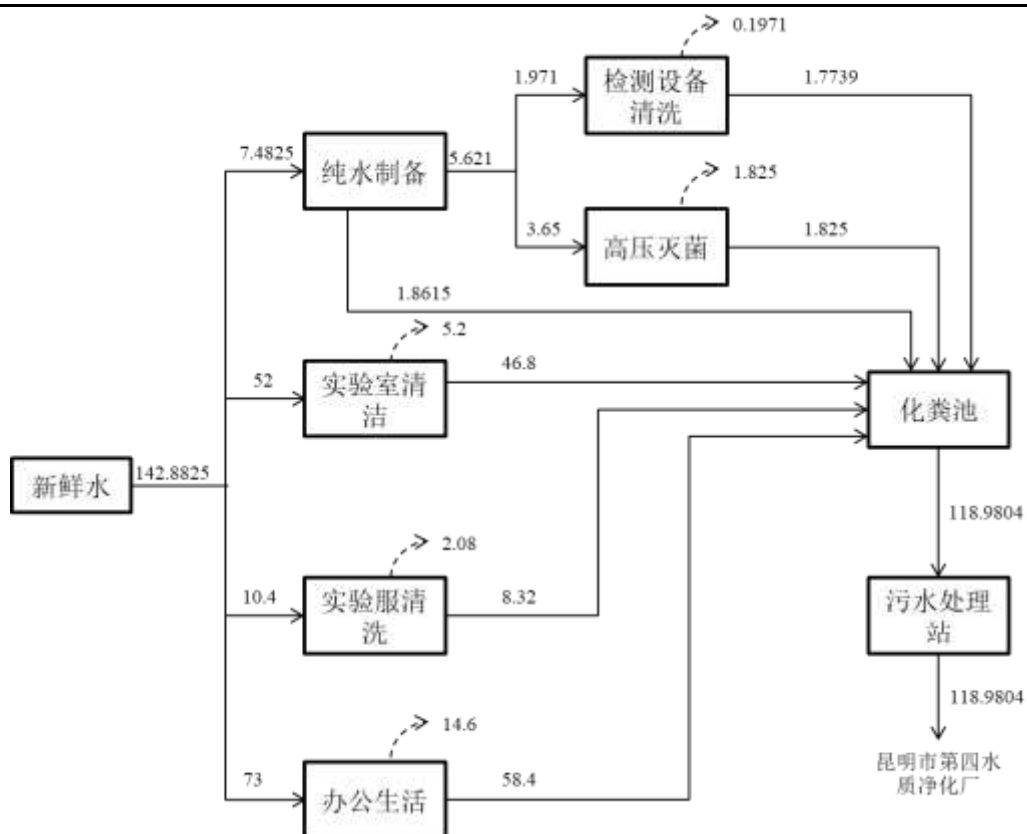 0.1971
1.971
检测设备
清洗
1.7739
7.4825
纯水制备
5.621
1.825
3.65
高压灭菌
1.825
1.8615
5.2
52
实验室清
洁
46.8
化粪池
新鲜水
142.8825
118.9804
2.08
10.4
实验服清
洗
8.32
污水处理
站
118.9804
14.6
昆明市第四水
质净化厂
73
办公生活
58.4